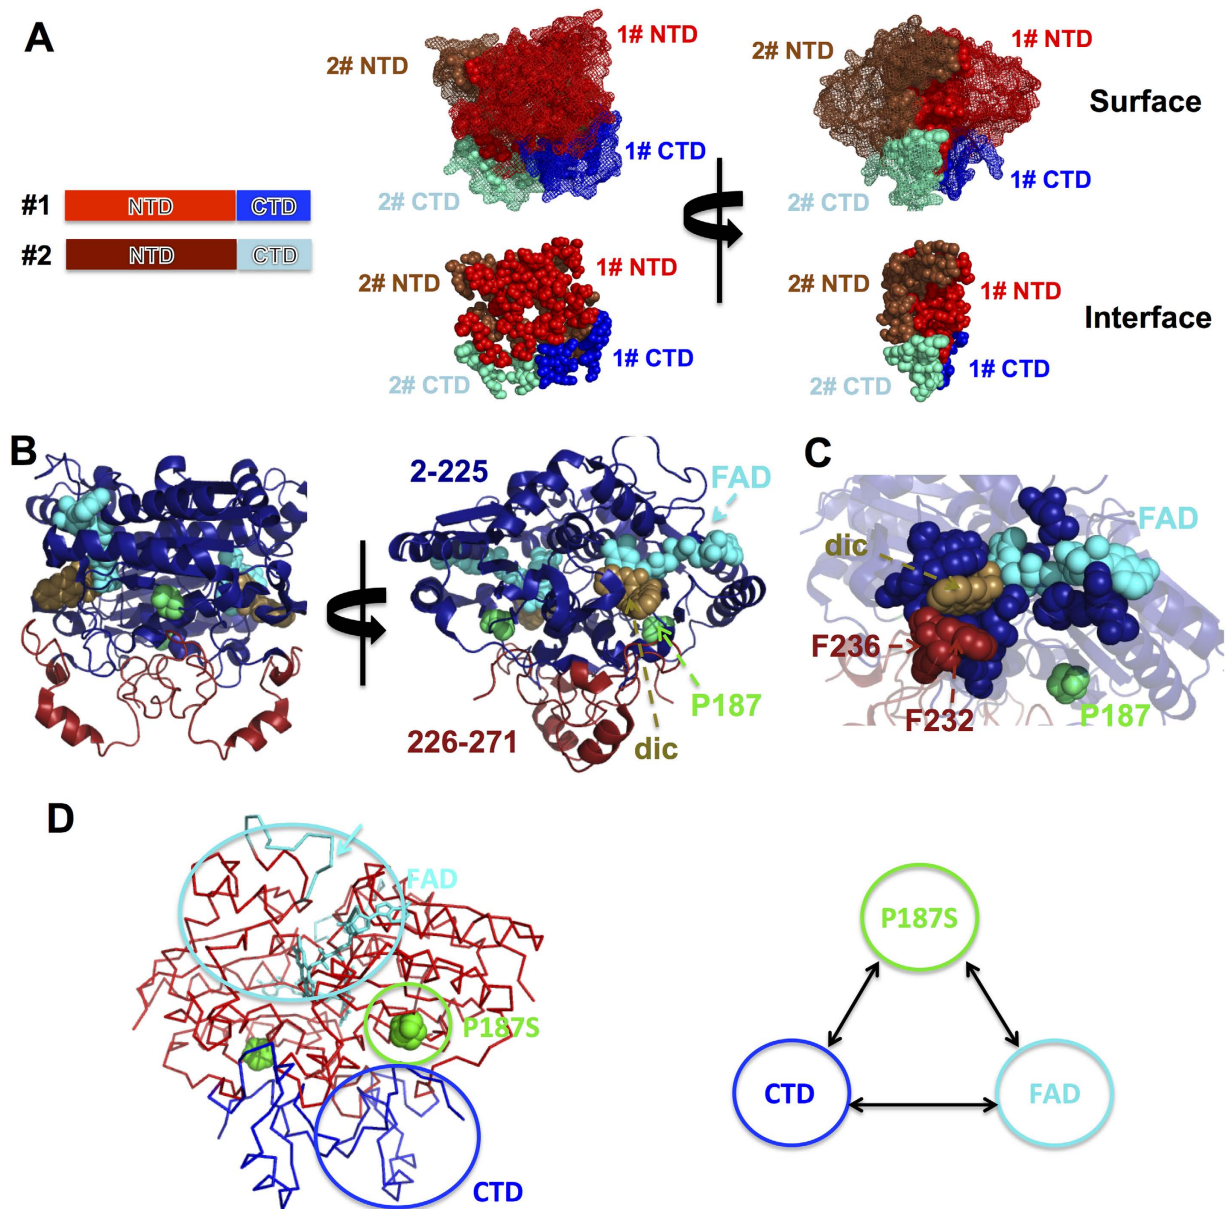 A
2# NTD
1# NTD
1# CTD
2# CTD
2# NTD
1# NTD
1# CTD
2# CTD
Surface
#1 NTD CTD
#2 NTD CTD
2# NTD
1# NTD
1# CTD
2# CTD
2# NTD
1# NTD
1# CTD
2# CTD
Interface
B
2-225
FAD
P187
226-271
dic
C
FAD
dic
F236
F232
P187
D
FAD
P187S
CTD
P187S
CTD
FAD